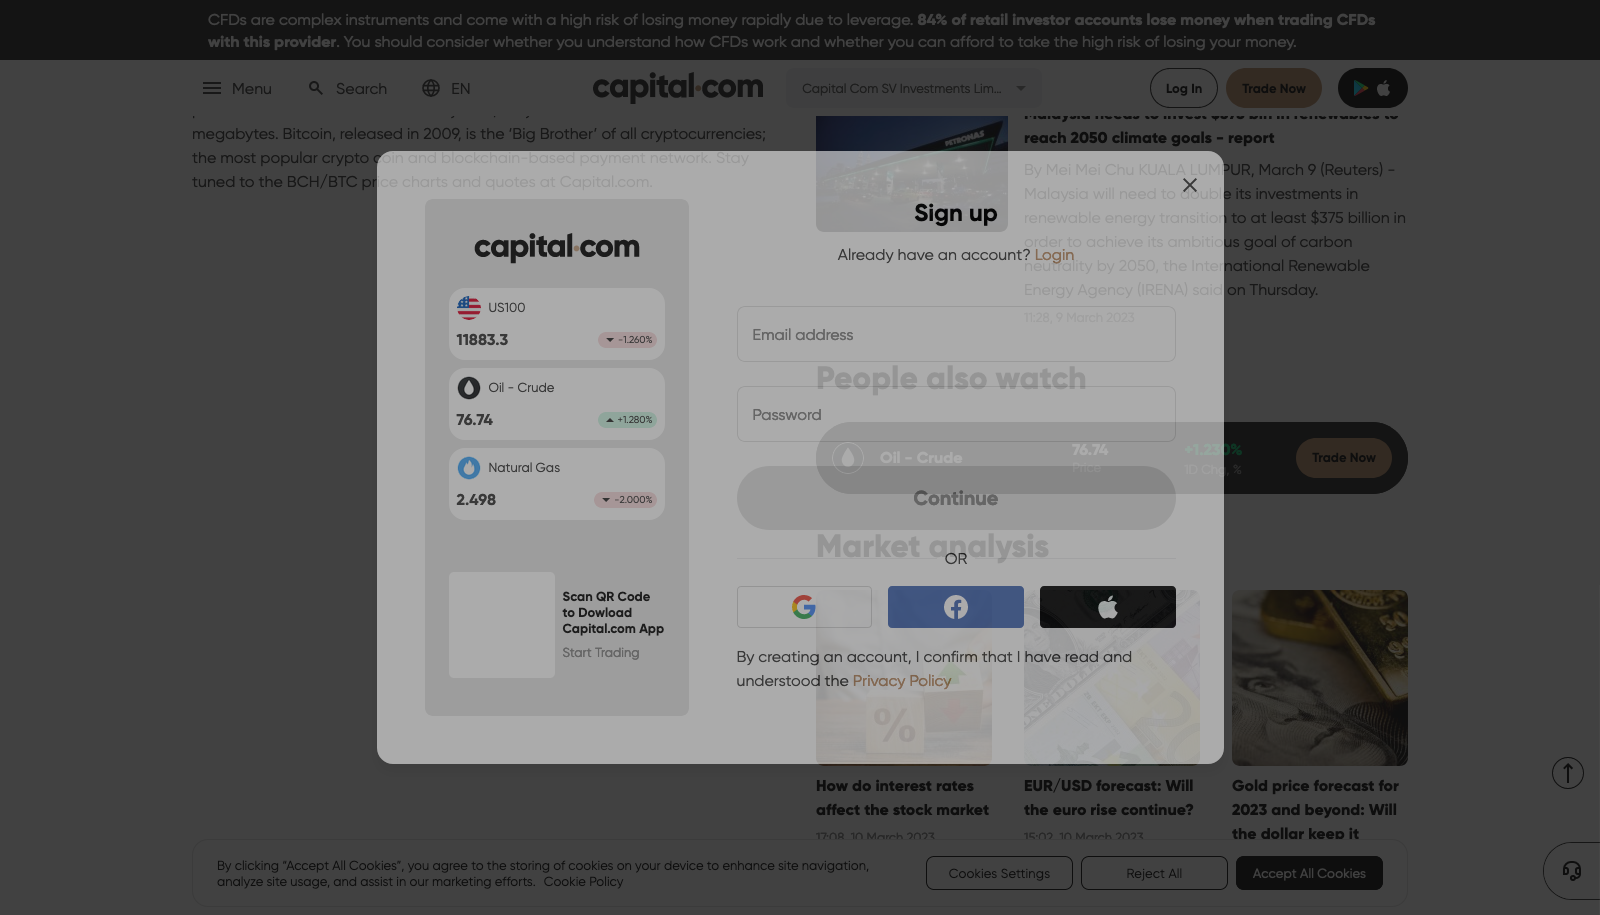 CFDs are complex instruments and come with a high risk of losing money rapidly due to leverage. 84% of retail investor accounts lose money when trading CFDs
with this provider. You should consider whether you understand how CFDs work and whether you can afford to take the high risk of losing your money.
Menu
Search
EN
capital.com
Capital Com SV Investments Lim...
Log In
Trade Now
megabytes. Bitcoin, released in 2009, is the ‘Big Brother’ of all cryptocurrencies;
the most popular crypto coin and blockchain-based payment network. Stay
tuned to the BCH/BTC price charts and quotes at Capital.com.
PETRONAS
Malaysia needs to invest $375 bln in renewables to
reach 2050 climate goals - report
By Mei Mei Chu KUALA LUMPUR, March 9 (Reuters) -
Malaysia will need to double its investments in
renewable energy transition to at least $375 billion in
order to achieve its ambitious goal of carbon
neutrality by 2050, the International Renewable
Energy Agency (IRENA) said on Thursday.
11:28, 9 March 2023
capital.com
US100
11883.3
-1.260%
Oil - Crude
76.74
+1.280%
Natural Gas
2.498
-2.000%
Scan QR Code
to Dowload
Capital.com App
Start Trading
Sign up
Already have an account? Login
Email address
Password
Continue
OR
By creating an account, I confirm that I have read and
understood the Privacy Policy
People also watch
Oil - Crude
76.74
Price
+1.230%
1D Chg, %
Trade Now
Market analysis
%
How do interest rates
affect the stock market
17:08, 10 March 2023
EUR/USD forecast: Will
the euro rise continue?
15:02, 10 March 2023
Gold price forecast for
2023 and beyond: Will
the dollar keep it
By clicking “Accept All Cookies”, you agree to the storing of cookies on your device to enhance site navigation,
analyze site usage, and assist in our marketing efforts. Cookie Policy
Cookies Settings
Reject All
Accept All Cookies